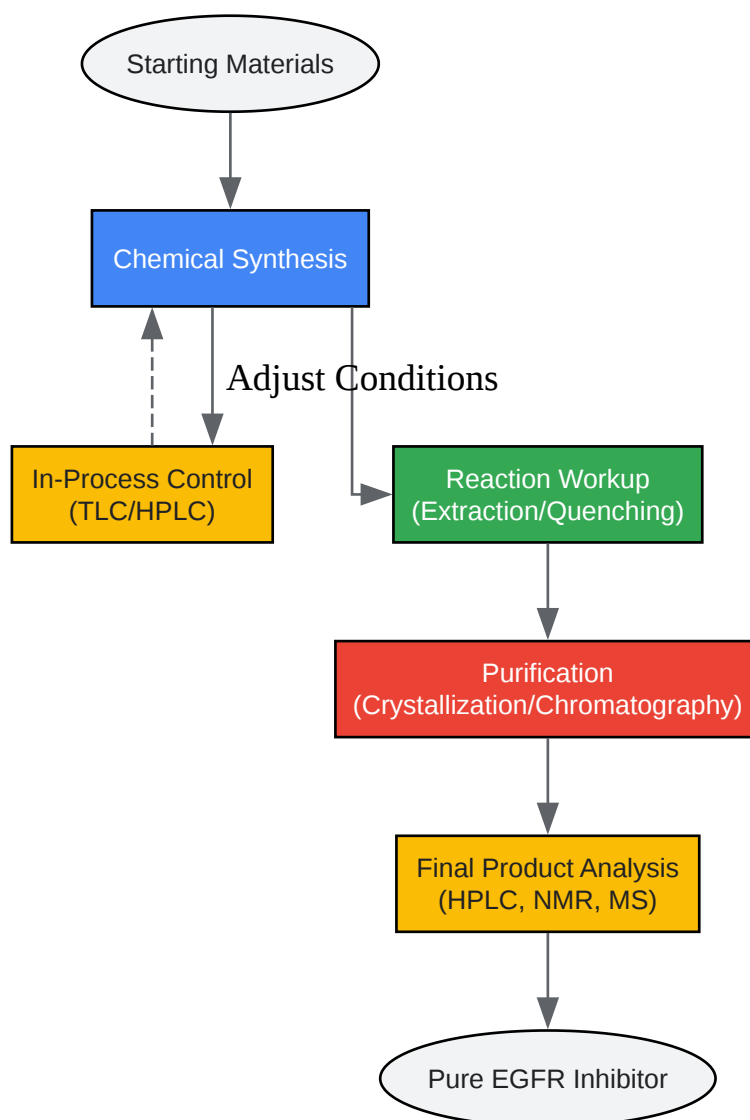 Starting Materials
Chemical Synthesis
Adjust Conditions
In-Process Control
(TLC/HPLC)
Reaction Workup
(Extraction/Quenching)
Purification
(Crystallization/Chromatography)
Final Product Analysis
(HPLC, NMR, MS)
Pure EGFR Inhibitor